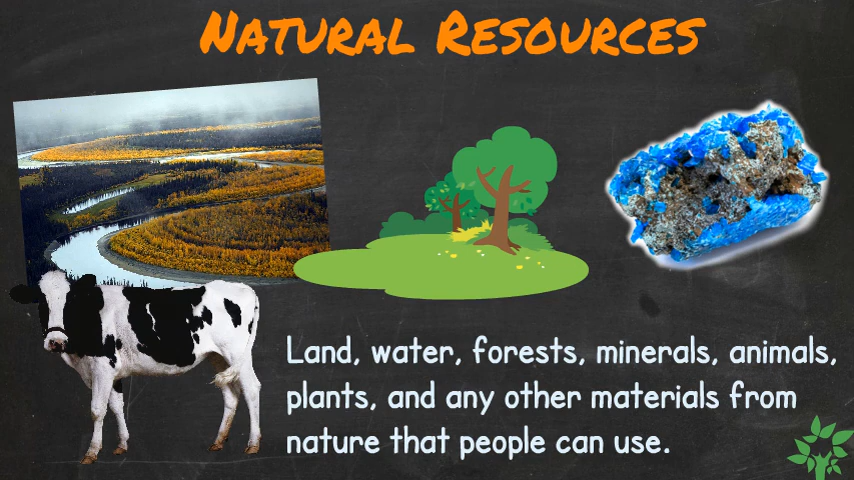 Natural Resources
Land, water, forests, minerals, animals,
plants, and any other materials from
nature that people can use.